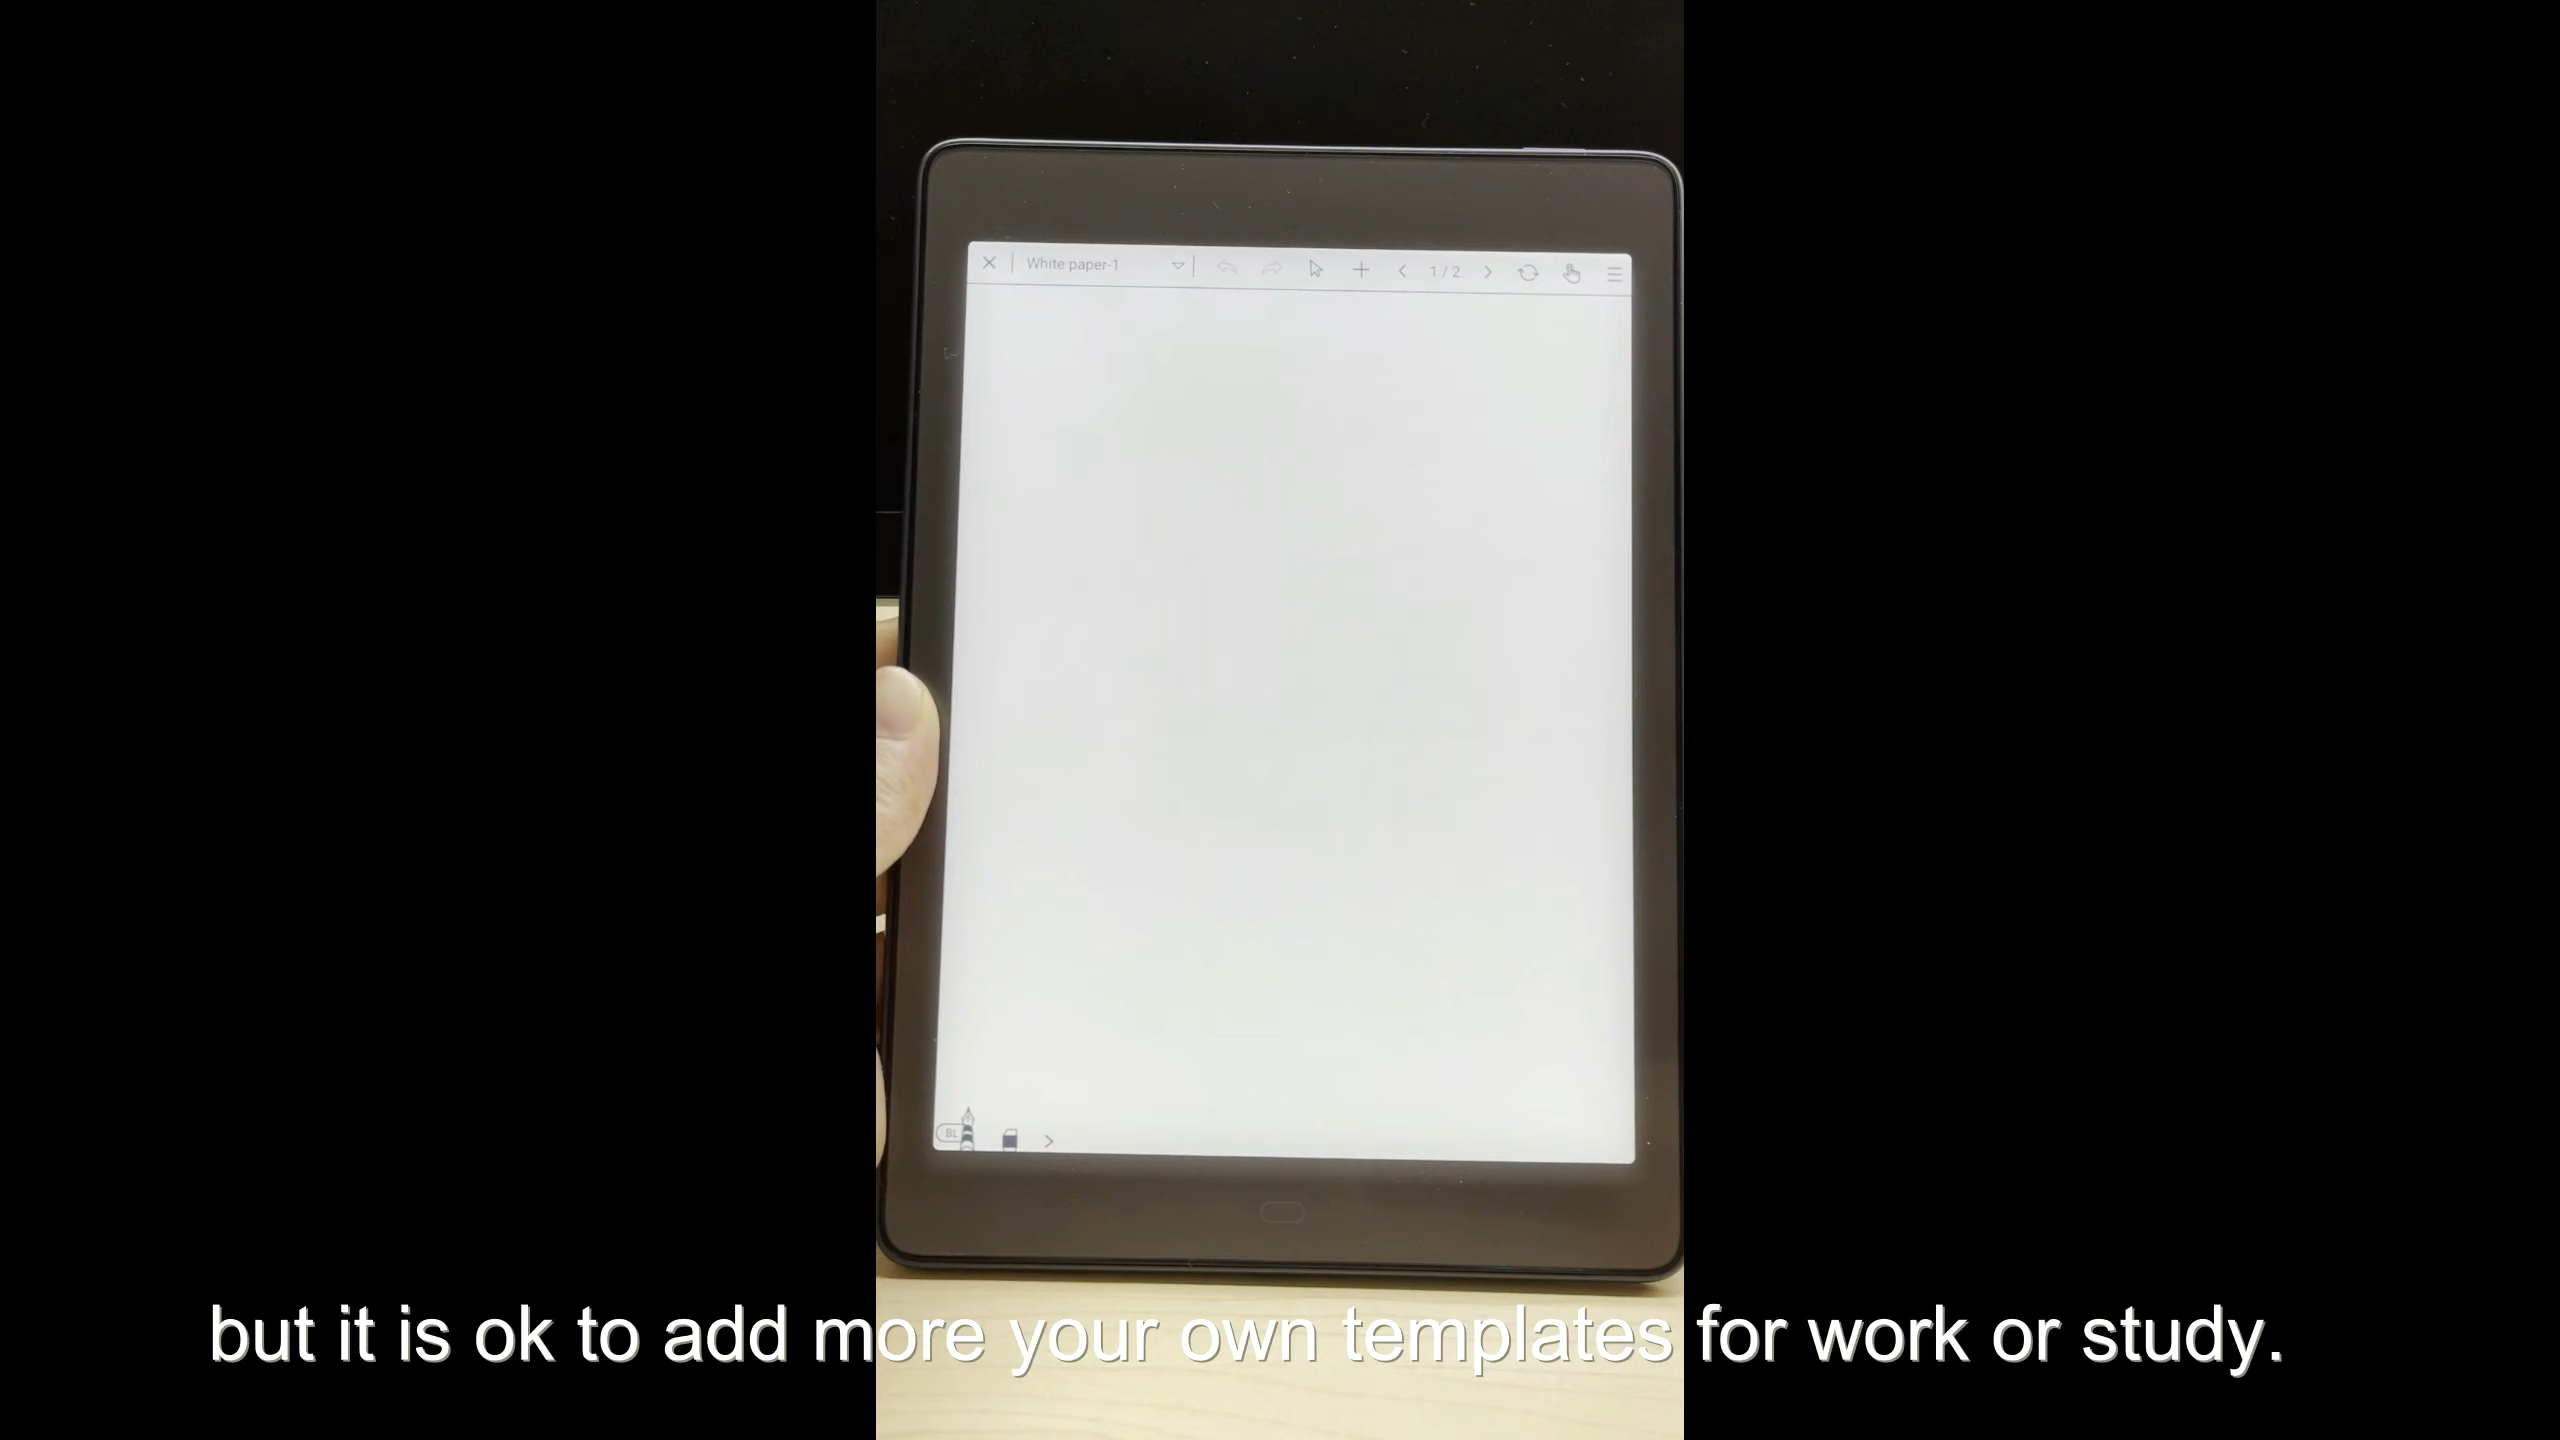 White paper-1
1 / 2
BL
but it is ok to add more your own templates for work or study.